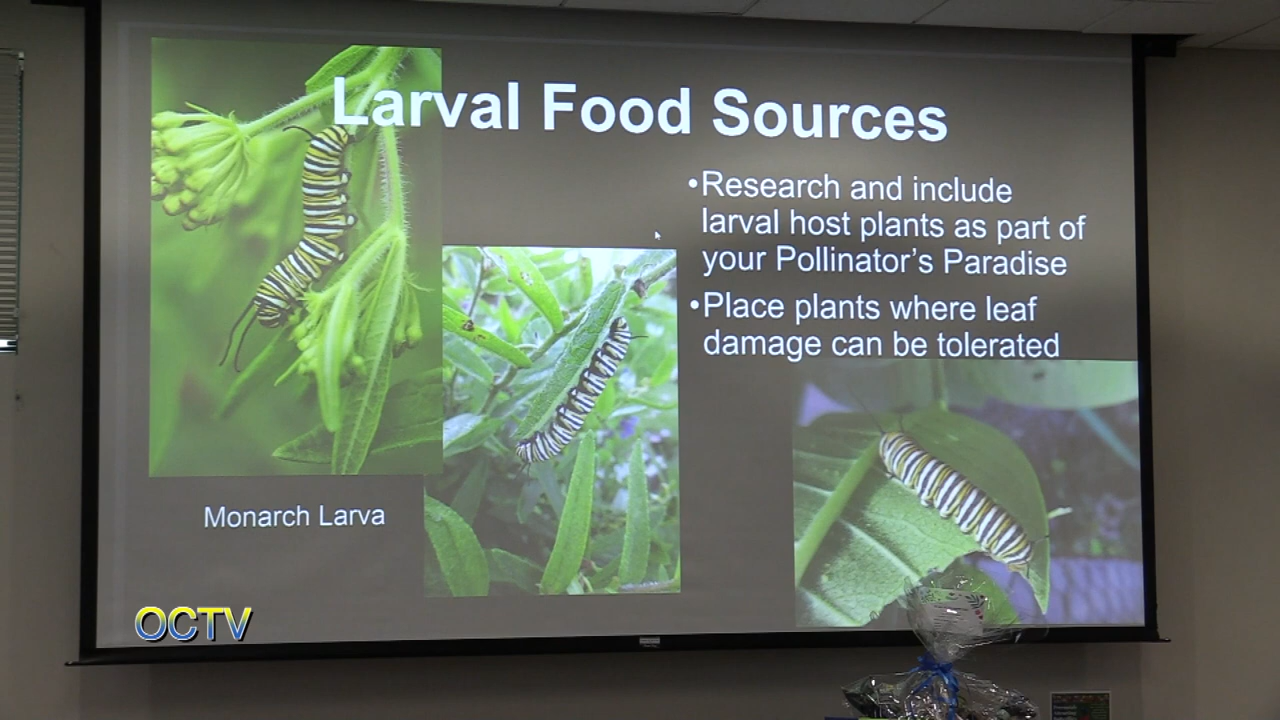 Larval Food Sources
•Research and include
larval host plants as part of
your Pollinator's Paradise
•Place plants where leaf
damage can be tolerated
Monarch Larva
OCTV